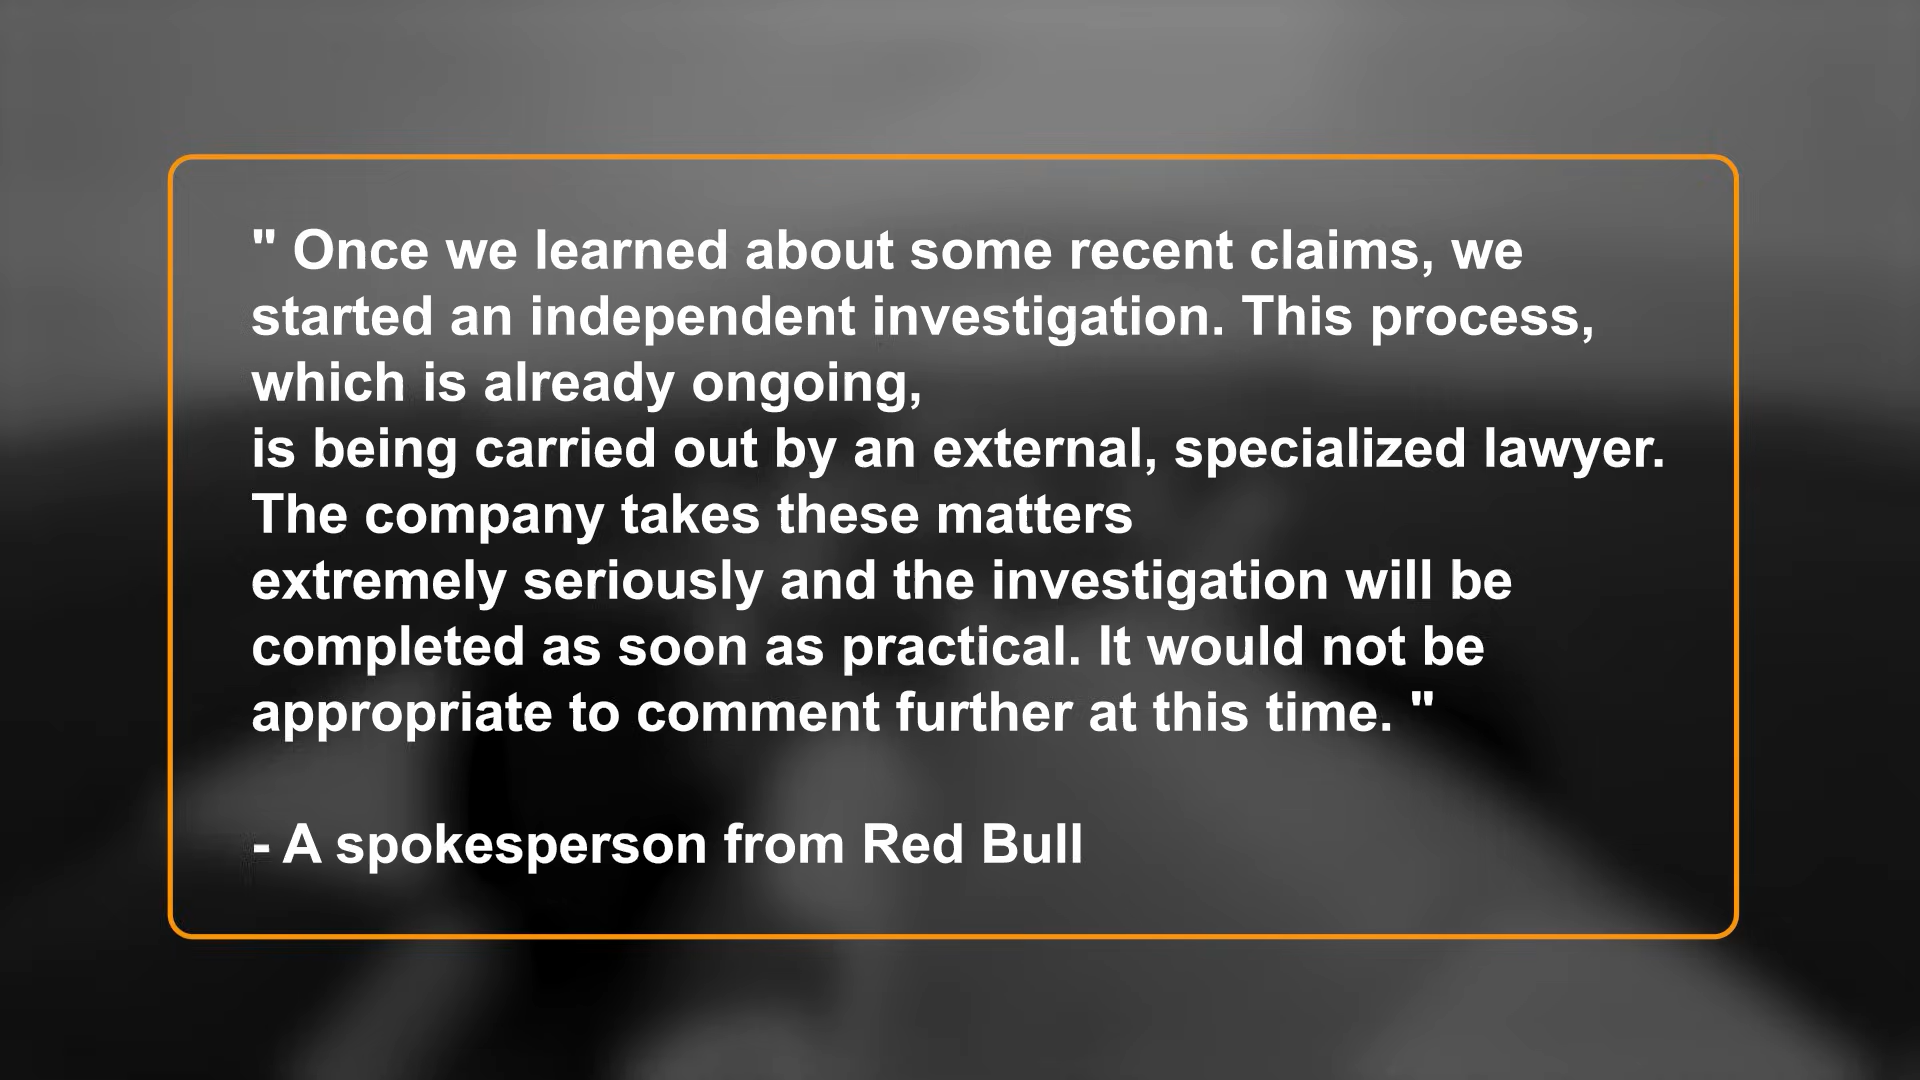 " Once we learned about some recent claims, we
started an independent investigation. This process,
which is already ongoing,
is being carried out by an external, specialized lawyer.
The company takes these matters
extremely seriously and the investigation will be
completed as soon as practical. It would not be
appropriate to comment further at this time. "
- A spokesperson from Red Bull